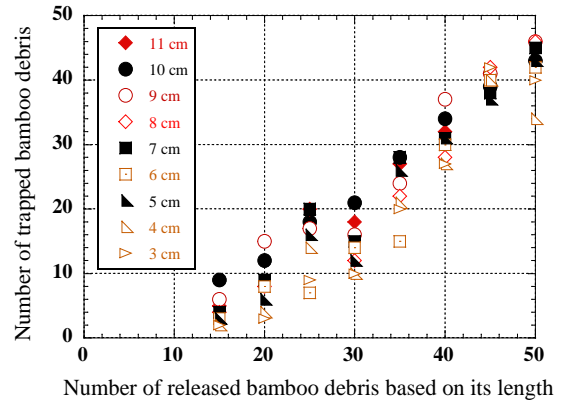 50
40
30
20
10
0
Number of trapped bamboo debris
11 cm
10 cm
9 cm
8 cm
7 cm
6 cm
5 cm
4 cm
3 cm
0 10 20 30 40 50
Number of released bamboo debris based on its length